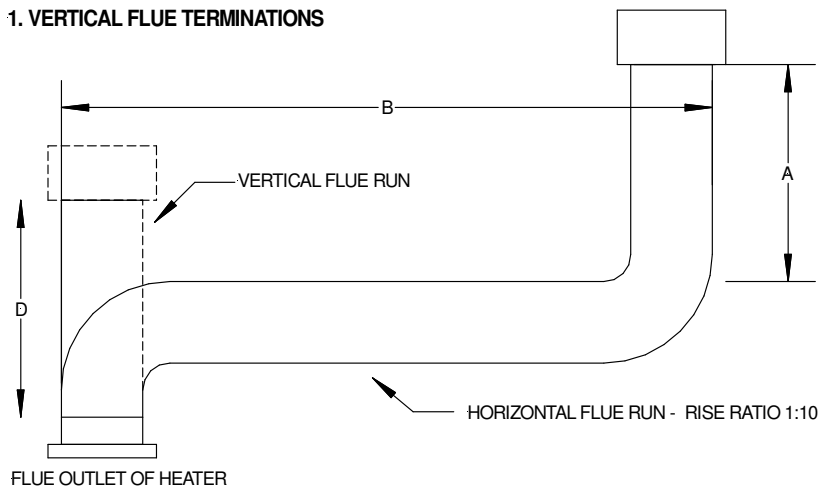 1. VERTICAL FLUE TERMINATIONS
B
A
VERTICAL FLUE RUN
D
HORIZONTAL FLUE RUN - RISE RATIO 1:10
FLUE OUTLET OF HEATER